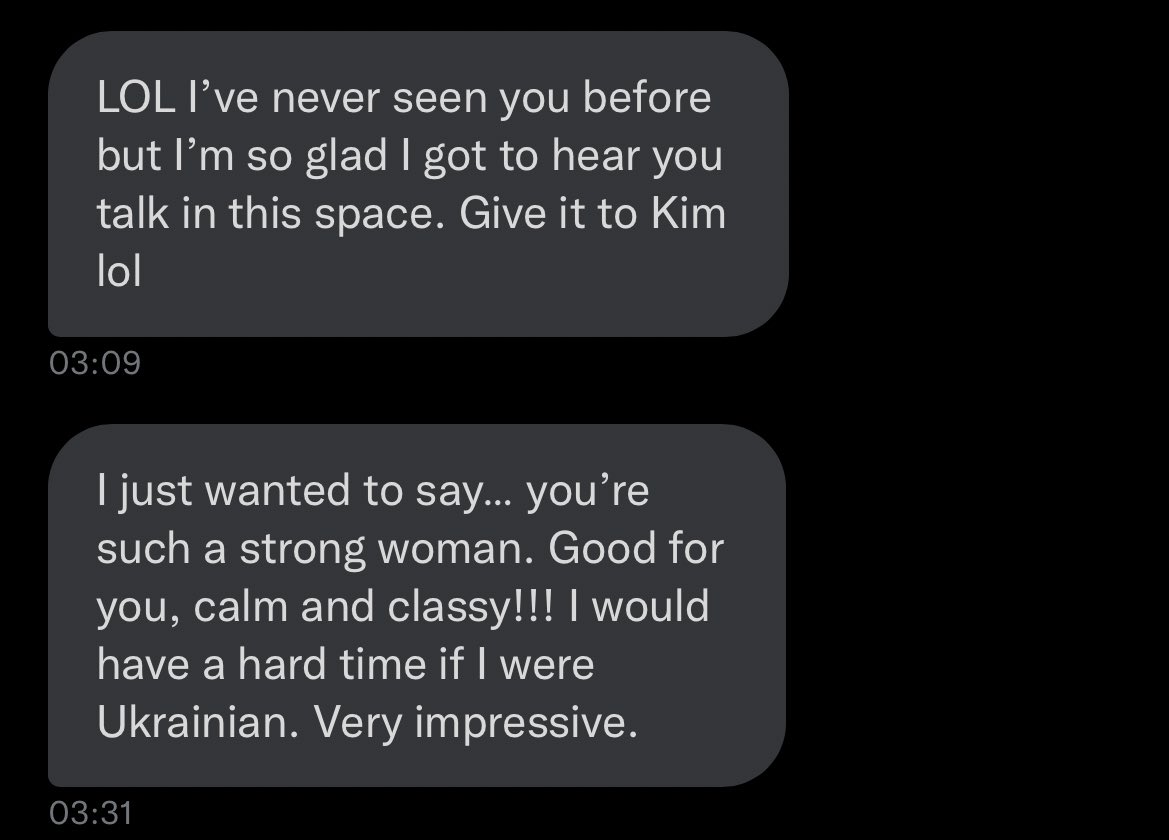 LOL I’ve never seen you before
but I’m so glad I got to hear you
talk in this space. Give it to Kim
lol
03:09
I just wanted to say... you’re
such a strong woman. Good for
you, calm and classy!!! I would
have a hard time if I were
Ukrainian. Very impressive.
03:31